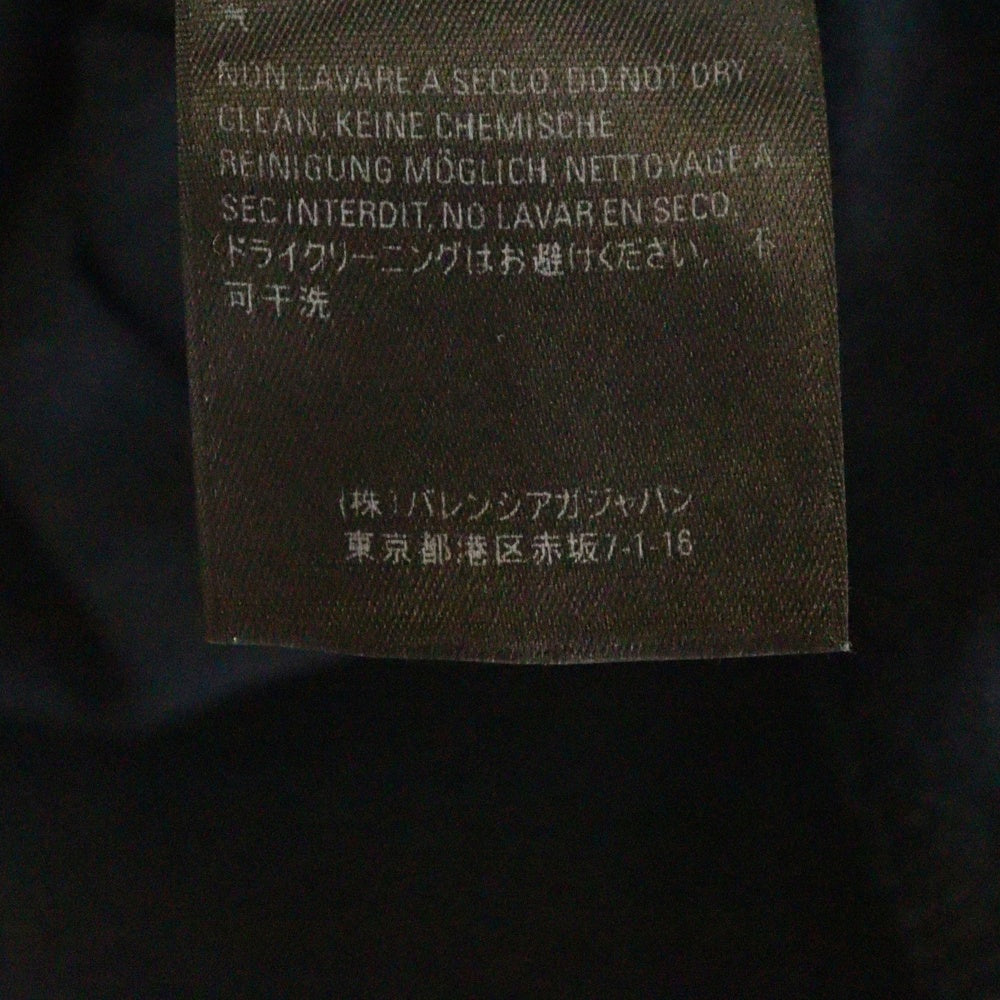 NON LAVARE A SECCO, DO NOT DRY
CLEAN, KEINE CHEMISCHE
REINIGUNG MÖGLICH, NETTOYAGE A
SEC INTERDIT, NO LAVAR EN SECO,
ドライクリーニングはお避けください, 不
可干洗
(株)バレンシアガジャパン
東京都港区赤坂7-1-16